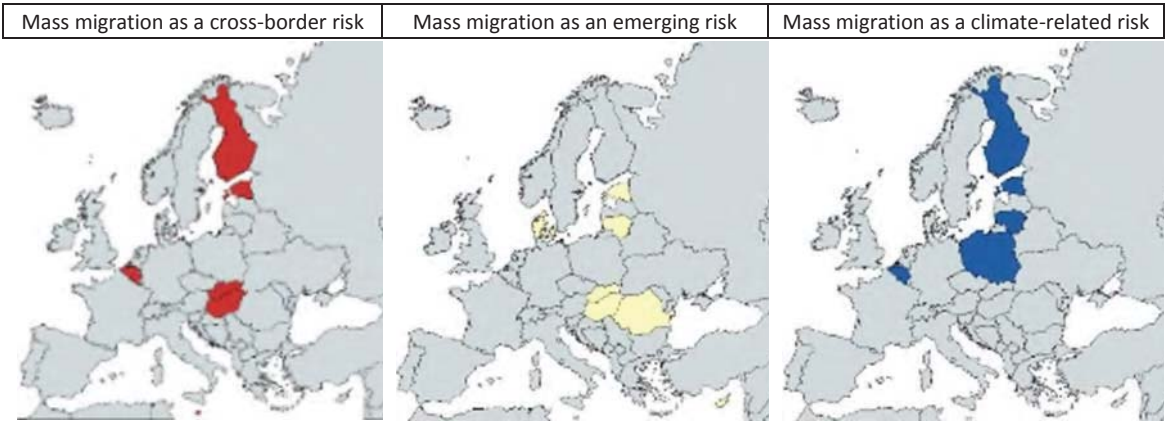 Mass migration as a cross-border risk
Mass migration as an emerging risk
Mass migration as a climate-related risk